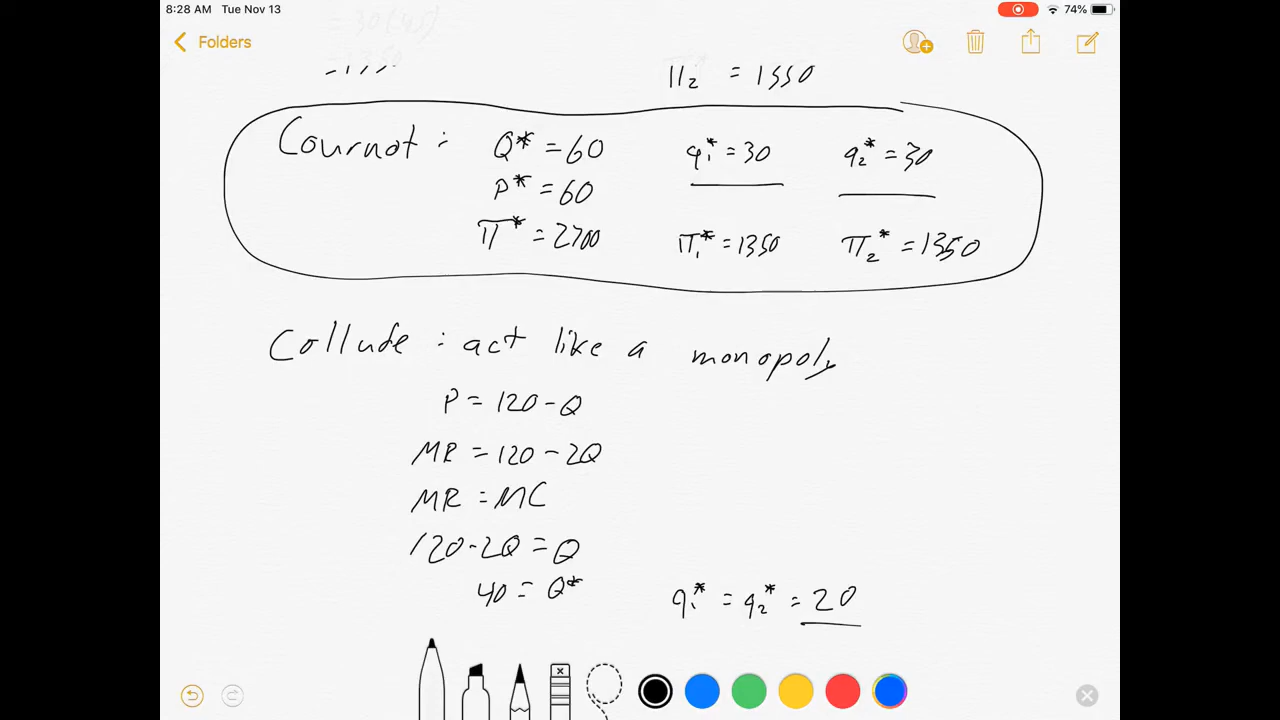 8:28 AM Tue Nov 13
74%
Folders
π₂ = 1350
Cournot: Q* = 60 q₁* = 30 q₂* = 30
P* = 60
π* = 2700 π₁* = 1350 π₂* = 1350
Collude: act like a monopoly
P = 120 - Q
MR = 120 - 2Q
MR = MC
120 - 2Q = Q
40 = Q* q₁* = q₂* = 20